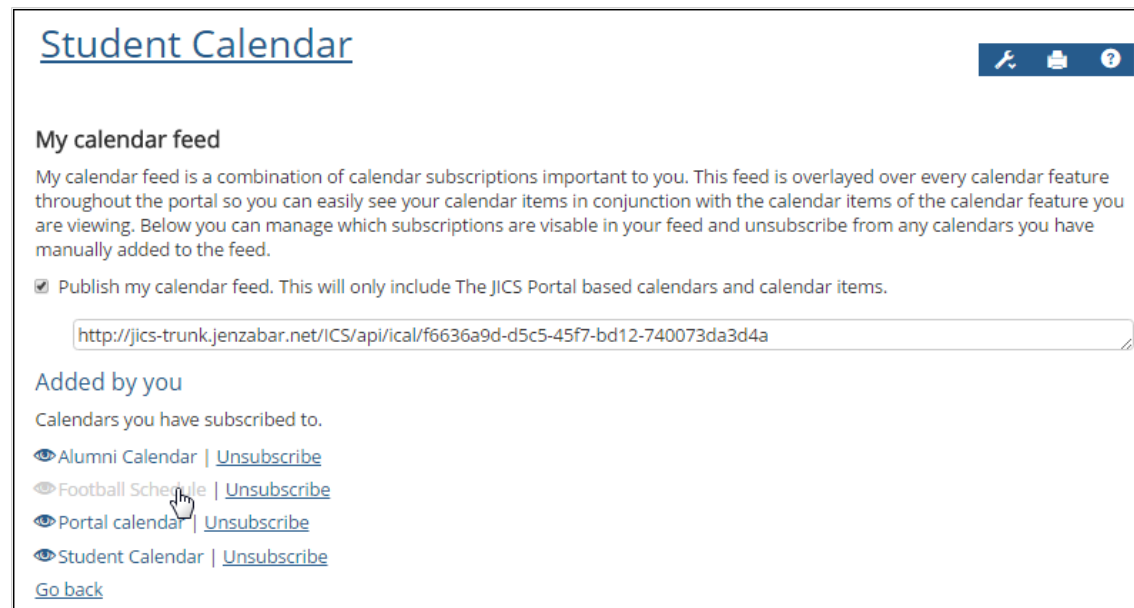 Student Calendar
My calendar feed
My calendar feed is a combination of calendar subscriptions important to you. This feed is overlayed over every calendar feature
throughout the portal so you can easily see your calendar items in conjunction with the calendar items of the calendar feature you
are viewing. Below you can manage which subscriptions are visable in your feed and unsubscribe from any calendars you have
manually added to the feed.
Publish my calendar feed. This will only include The JICS Portal based calendars and calendar items.
http://jics-trunk.jenzabar.net/ICS/api/ical/f6636a9d-d5c5-45f7-bd12-740073da3d4a
Added by you
Calendars you have subscribed to.
Alumni Calendar | Unsubscribe
Football Schedule | Unsubscribe
Portal calendar | Unsubscribe
Student Calendar | Unsubscribe
Go back